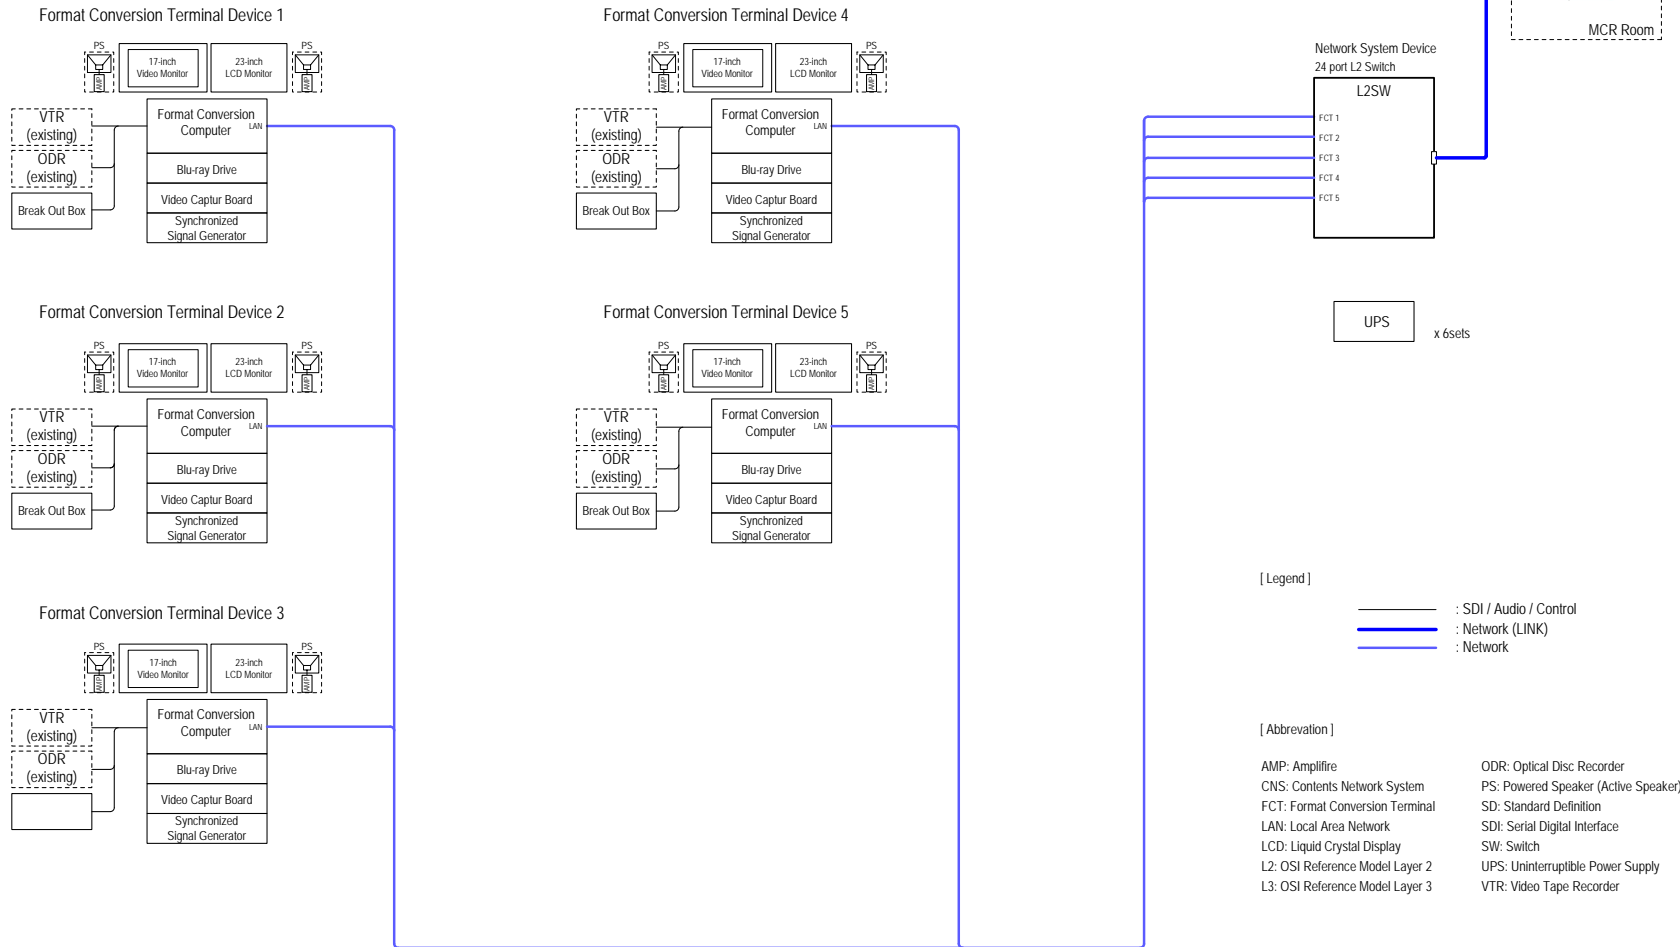 Format Conversion Terminal Device 1
PS
17-inch
Video Monitor
23-inch
LCD Monitor
PS
AMP
AMP
VTR
(existing)
ODR
(existing)
Break Out Box
Format Conversion
Computer
LAN
Blu-ray Drive
Video Captur Board
Synchronized
Signal Generator
Format Conversion Terminal Device 2
PS
17-inch
Video Monitor
23-inch
LCD Monitor
PS
AMP
AMP
VTR
(existing)
ODR
(existing)
Break Out Box
Format Conversion
Computer
LAN
Blu-ray Drive
Video Captur Board
Synchronized
Signal Generator
Format Conversion Terminal Device 3
PS
17-inch
Video Monitor
23-inch
LCD Monitor
PS
AMP
AMP
VTR
(existing)
ODR
(existing)
Format Conversion
Computer
LAN
Blu-ray Drive
Video Captur Board
Synchronized
Signal Generator
Format Conversion Terminal Device 4
PS
17-inch
Video Monitor
23-inch
LCD Monitor
PS
AMP
AMP
VTR
(existing)
ODR
(existing)
Break Out Box
Format Conversion
Computer
LAN
Blu-ray Drive
Video Captur Board
Synchronized
Signal Generator
Format Conversion Terminal Device 5
PS
17-inch
Video Monitor
23-inch
LCD Monitor
PS
AMP
AMP
VTR
(existing)
ODR
(existing)
Break Out Box
Format Conversion
Computer
LAN
Blu-ray Drive
Video Captur Board
Synchronized
Signal Generator
MCR Room
Network System Device
24 port L2 Switch
L2SW
FCT 1
FCT 2
FCT 3
FCT 4
FCT 5
UPS
x 6sets
[ Legend ]
: SDI / Audio / Control
: Network (LINK)
: Network
[ Abbrevation ]
AMP: Amplifire
CNS: Contents Network System
FCT: Format Conversion Terminal
LAN: Local Area Network
LCD: Liquid Crystal Display
L2: OSI Reference Model Layer 2
L3: OSI Reference Model Layer 3
ODR: Optical Disc Recorder
PS: Powered Speaker (Active Speaker)
SD: Standard Definition
SDI: Serial Digital Interface
SW: Switch
UPS: Uninterruptible Power Supply
VTR: Video Tape Recorder